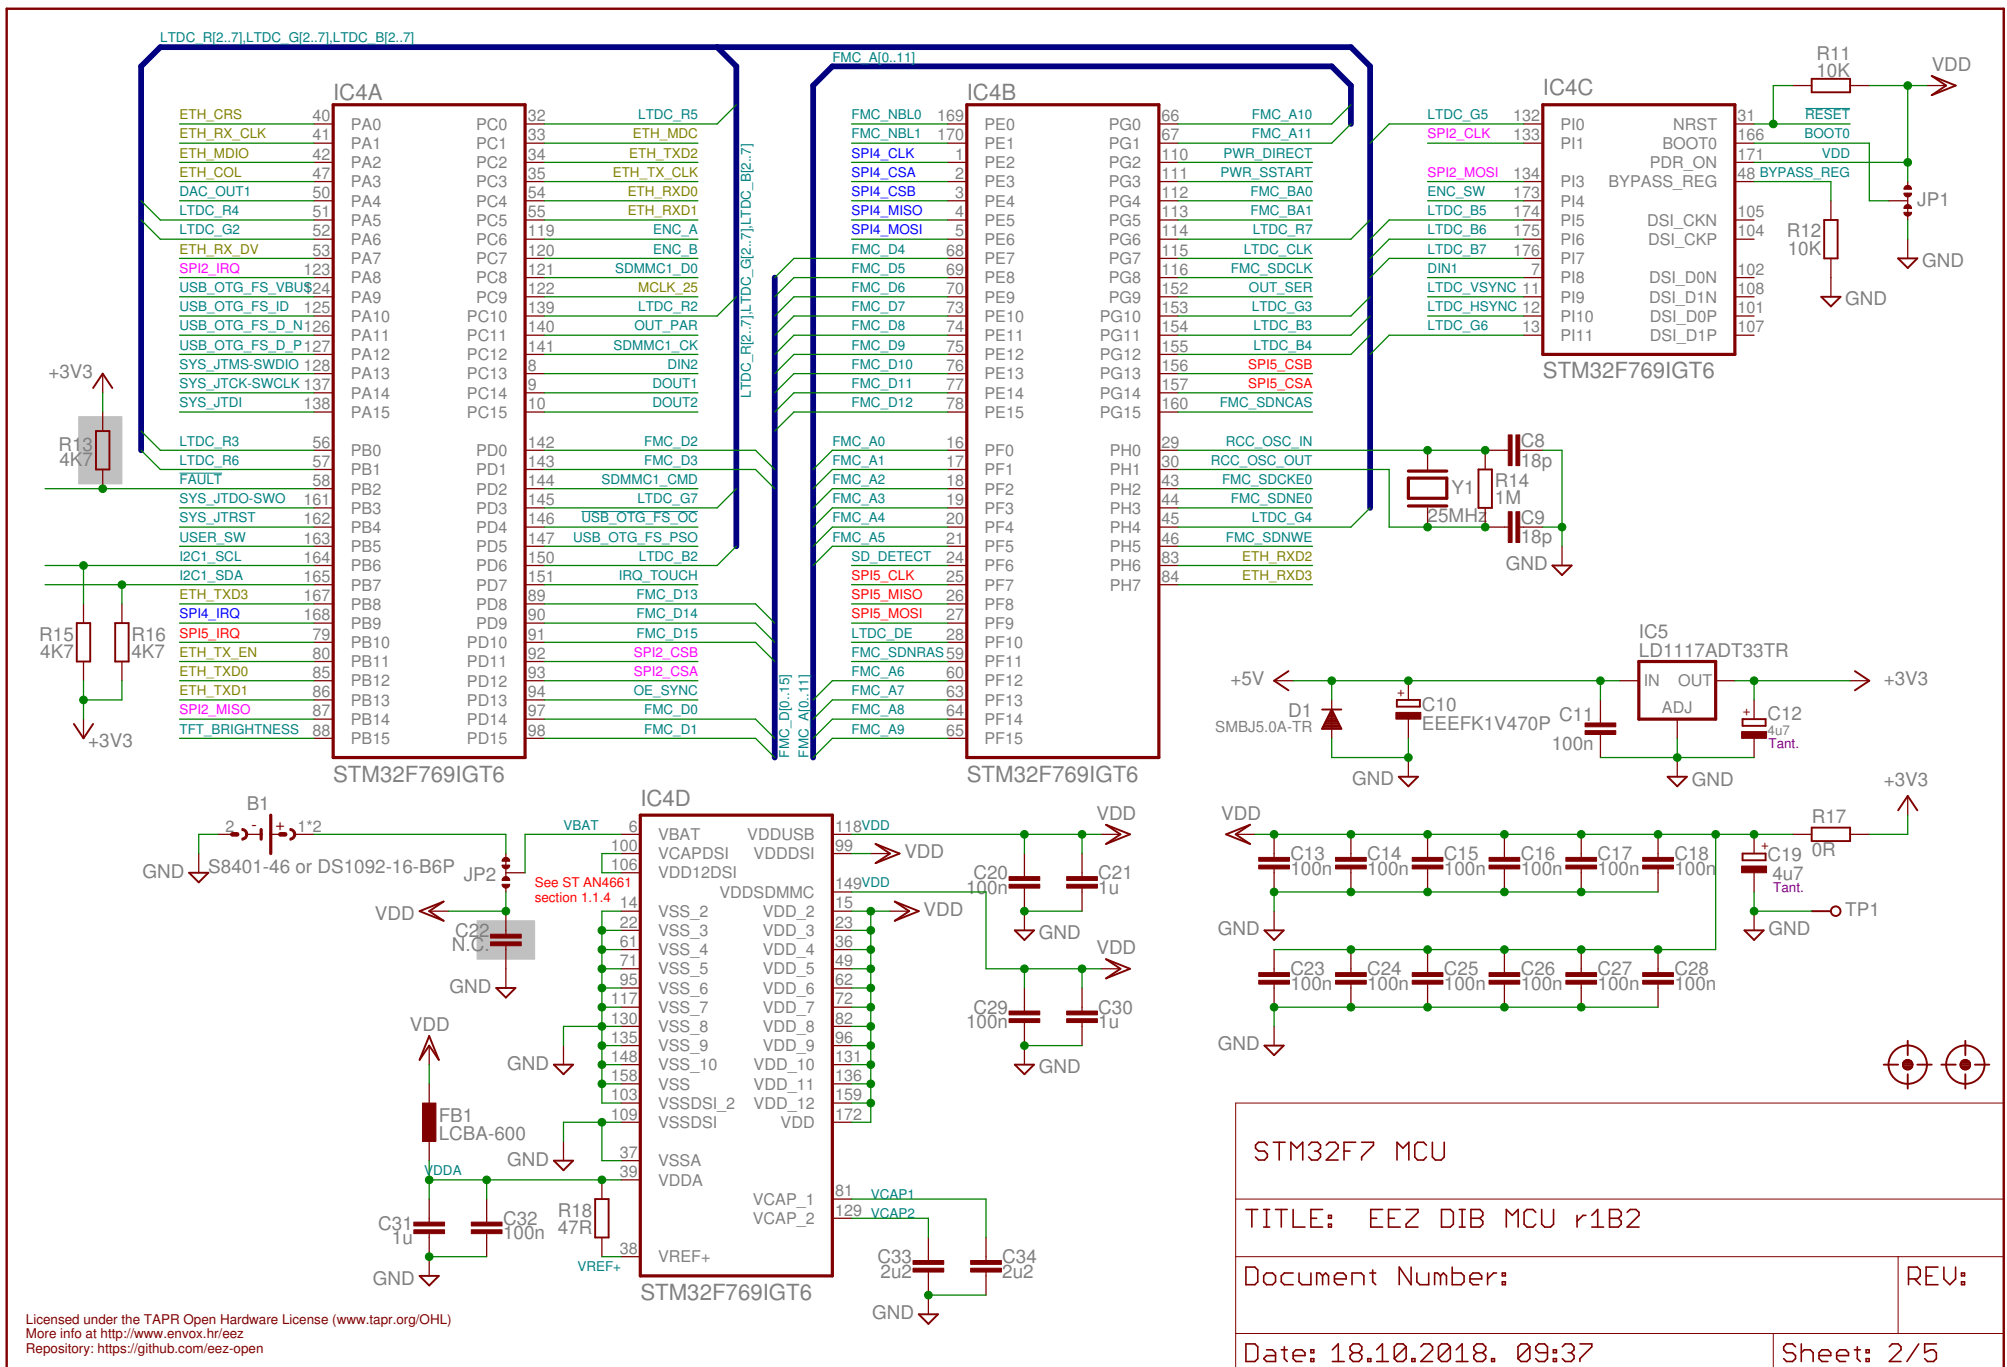 LTDC_R[2..7],LTDC_G[2..7],LTDC_B[2..7]
FMC_A[0..11]
IC4A
ETH_CRS 40 PA0 PC0 32 LTDC_R5
ETH_RX_CLK 41 PA1 PC1 33 ETH_MDC
ETH_MDIO 42 PA2 PC2 34 ETH_TXD2
ETH_COL 47 PA3 PC3 35 ETH_TX_CLK
DAC_OUT1 50 PA4 PC4 54 ETH_RXD0
LTDC_R4 51 PA5 PC5 55 ETH_RXD1
LTDC_G2 52 PA6 PC6 119 ENC_A
ETH_RX_DV 53 PA7 PC7 120 ENC_B
SPI2_IRQ 123 PA8 PC8 121 SDMMC1_D0
USB_OTG_FS_VBUS 24 PA9 PC9 122 MCLK_25
USB_OTG_FS_ID 125 PA10 PC10 139 LTDC_R2
USB_OTG_FS_D_N 126 PA11 PC11 140 OUT_PAR
USB_OTG_FS_D_P 127 PA12 PC12 141 SDMMC1_CK
SYS_JTMS-SWDIO 128 PA13 PC13 8 DIN2
SYS_JTCK-SWCLK 137 PA14 PC14 9 DOUT1
SYS_JTDI 138 PA15 PC15 10 DOUT2
LTDC_R3 56 PB0 PD0 142 FMC_D2
LTDC_R6 57 PB1 PD1 143 FMC_D3
FAULT 58 PB2 PD2 144 SDMMC1_CMD
SYS_JTDO-SWO 161 PB3 PD3 145 LTDC_G7
SYS_JTRST 162 PB4 PD4 146 USB_OTG_FS_OC
USER_SW 163 PB5 PD5 147 USB_OTG_FS_PSO
I2C1_SCL 164 PB6 PD6 150 LTDC_B2
I2C1_SDA 165 PB7 PD7 151 IRQ_TOUCH
ETH_TXD3 167 PB8 PD8 89 FMC_D13
SPI4_IRQ 168 PB9 PD9 90 FMC_D14
SPI5_IRQ 79 PB10 PD10 91 FMC_D15
ETH_TX_EN 80 PB11 PD11 92 SPI2_CSB
ETH_TXD0 85 PB12 PD12 93 SPI2_CSA
ETH_TXD1 86 PB13 PD13 94 OE_SYNC
SPI2_MISO 87 PB14 PD14 97 FMC_D0
TFT_BRIGHTNESS 88 PB15 PD15 98 FMC_D1
STM32F769IGT6
LTDC_R[2..7],LTDC_G[2..7],LTDC_B[2..7]
FMC_D[0..15]
FMC_A[0..11]
+3V3
R13
4K7
R15
4K7
R16
4K7
+3V3
IC4B
FMC_NBL0 169 PE0 PG0 66 FMC_A10
FMC_NBL1 170 PE1 PG1 67 FMC_A11
SPI4_CLK 1 PE2 PG2 110 PWR_DIRECT
SPI4_CSA 2 PE3 PG3 111 PWR_SSTART
SPI4_CSB 3 PE4 PG4 112 FMC_BA0
SPI4_MISO 4 PE5 PG5 113 FMC_BA1
SPI4_MOSI 5 PE6 PG6 114 LTDC_R7
FMC_D4 68 PE7 PG7 115 LTDC_CLK
FMC_D5 69 PE8 PG8 116 FMC_SDCLK
FMC_D6 70 PE9 PG9 152 OUT_SER
FMC_D7 73 PE10 PG10 153 LTDC_G3
FMC_D8 74 PE11 PG11 154 LTDC_B3
FMC_D9 75 PE12 PG12 155 LTDC_B4
FMC_D10 76 PE13 PG13 156 SPI5_CSB
FMC_D11 77 PE14 PG14 157 SPI5_CSA
FMC_D12 78 PE15 PG15 160 FMC_SDNCAS
FMC_A0 16 PF0 PH0 29 RCC_OSC_IN
FMC_A1 17 PF1 PH1 30 RCC_OSC_OUT
FMC_A2 18 PF2 PH2 43 FMC_SDCKE0
FMC_A3 19 PF3 PH3 44 FMC_SDNE0
FMC_A4 20 PF4 PH4 45 LTDC_G4
FMC_A5 21 PF5 PH5 46 FMC_SDNWE
SD_DETECT 24 PF6 PH6 83 ETH_RXD2
SPI5_CLK 25 PF7 PH7 84 ETH_RXD3
SPI5_MISO 26 PF8
SPI5_MOSI 27 PF9
LTDC_DE 28 PF10
FMC_SDNRAS 59 PF11
FMC_A6 60 PF12
FMC_A7 63 PF13
FMC_A8 64 PF14
FMC_A9 65 PF15
STM32F769IGT6
IC4C
LTDC_G5 132 PI0 NRST 31 RESET
SPI2_CLK 133 PI1 BOOT0 166 BOOT0
PDR_ON 171 VDD
SPI2_MOSI 134 PI3 BYPASS_REG 48 BYPASS_REG
ENC_SW 173 PI4
LTDC_B5 174 PI5 DSI_CKN 105
LTDC_B6 175 PI6 DSI_CKP 104
LTDC_B7 176 PI7
DIN1 7 PI8 DSI_D0N 102
LTDC_VSYNC 11 PI9 DSI_D1N 108
LTDC_HSYNC 12 PI10 DSI_D0P 101
LTDC_G6 13 PI11 DSI_D1P 107
STM32F769IGT6
R11
10K
VDD
JP1
R12
10K
GND
GND
C8
18p
Y1
25MHz
R14
1M
C9
18p
GND
IC5
LD1117ADT33TR
+5V
IN OUT
ADJ
+3V3
D1
SMBJ5.0A-TR
+
C10
EEEFK1V470P
C11
100n
+
C12
4u7
Tant.
GND
GND
B1
2 - + 1*2
GND
S8401-46 or DS1092-16-B6P
JP2
VDD
C22
N.C.
GND
See ST AN4661
section 1.1.4
IC4D
VBAT 6 VBAT VDDUSB 118 VDD
100 VCAPDSI VDDDSI 99 VDD
106 VDD12DSI
VDDSDMMC 149 VDD
14 VSS_2 VDD_2 15 VDD
22 VSS_3 VDD_3 23
61 VSS_4 VDD_4 36
71 VSS_5 VDD_5 49
95 VSS_6 VDD_6 62
117 VSS_7 VDD_7 72
130 VSS_8 VDD_8 82
135 VSS_9 VDD_9 96
148 VSS_10 VDD_10 131
158 VSS VDD_11 136
103 VSSDSI_2 VDD_12 159
109 VSSDSI VDD 172
37 VSSA
39 VDDA
VCAP_1 81 VCAP1
VCAP_2 129 VCAP2
38 VREF+
VREF+
STM32F769IGT6
GND
GND
VDD
FB1
LCBA-600
VDDA
C31
1u
C32
100n
R18
47R
GND
C33
2u2
C34
2u2
GND
VDD
C20
100n
C21
1u
GND
VDD
C29
100n
C30
1u
GND
VDD
+3V3
R17
0R
C13
100n
C14
100n
C15
100n
C16
100n
C17
100n
C18
100n
+
C19
4u7
Tant.
TP1
GND
GND
C23
100n
C24
100n
C25
100n
C26
100n
C27
100n
C28
100n
GND
STM32F7 MCU
TITLE: EEZ DIB MCU r1B2
Document Number:
REV:
Date: 18.10.2018. 09:37
Sheet: 2/5
Licensed under the TAPR Open Hardware License (www.tapr.org/OHL)
More info at http://www.envox.hr/eez
Repository: https://github.com/eez-open